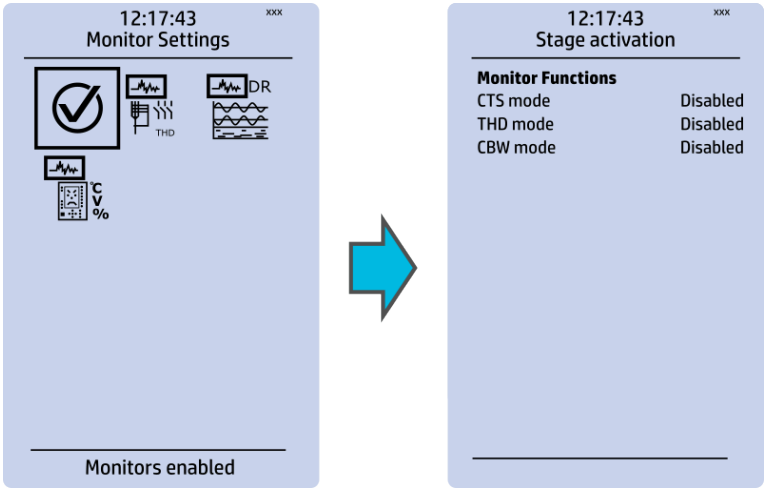 12:17:43 xxx
Monitor Settings
DR
THD
℃
V
%
Monitors enabled
12:17:43 xxx
Stage activation
Monitor Functions
CTS mode Disabled
THD mode Disabled
CBW mode Disabled